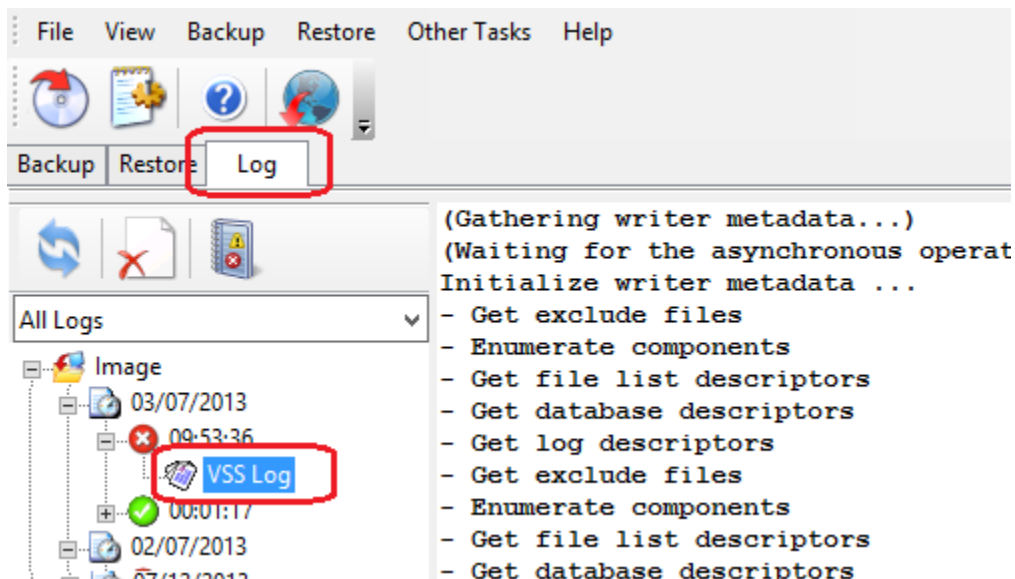 File View Backup Restore Other Tasks Help
Backup Restore Log
All Logs
Image
03/07/2013
09:53:36
VSS Log
00:01:17
02/07/2013
(Gathering writer metadata...)
(Waiting for the asynchronous operat
Initialize writer metadata ...
- Get exclude files
- Enumerate components
- Get file list descriptors
- Get database descriptors
- Get log descriptors
- Get exclude files
- Enumerate components
- Get file list descriptors
- Get database descriptors